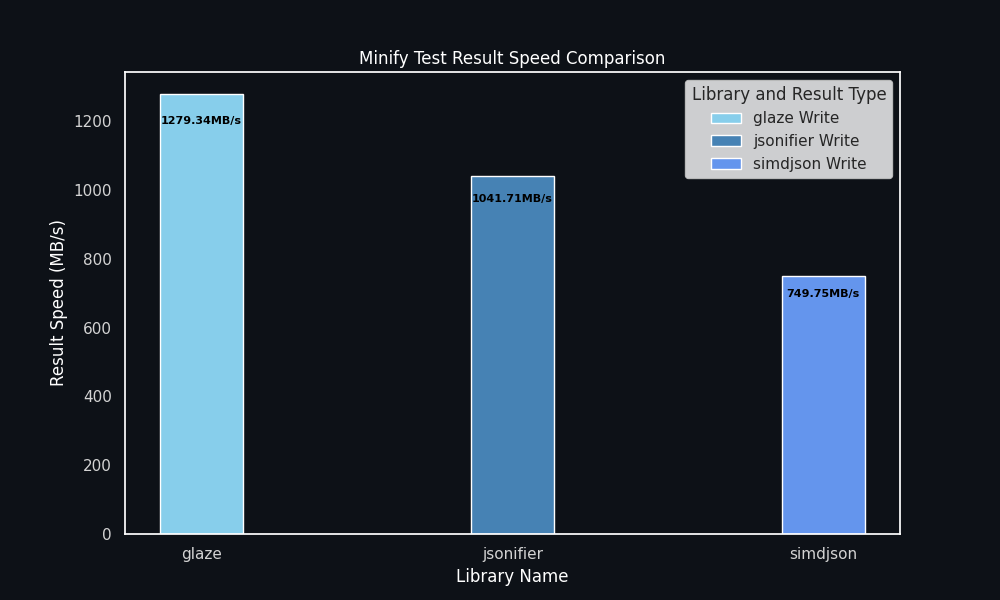 Minify Test Result Speed Comparison
Library and Result Type
glaze Write
jsonifier Write
simdjson Write
1279.34MB/s
1041.71MB/s
749.75MB/s
Result Speed (MB/s)
1200
1000
800
600
400
200
0
glaze
jsonifier
simdjson
Library Name